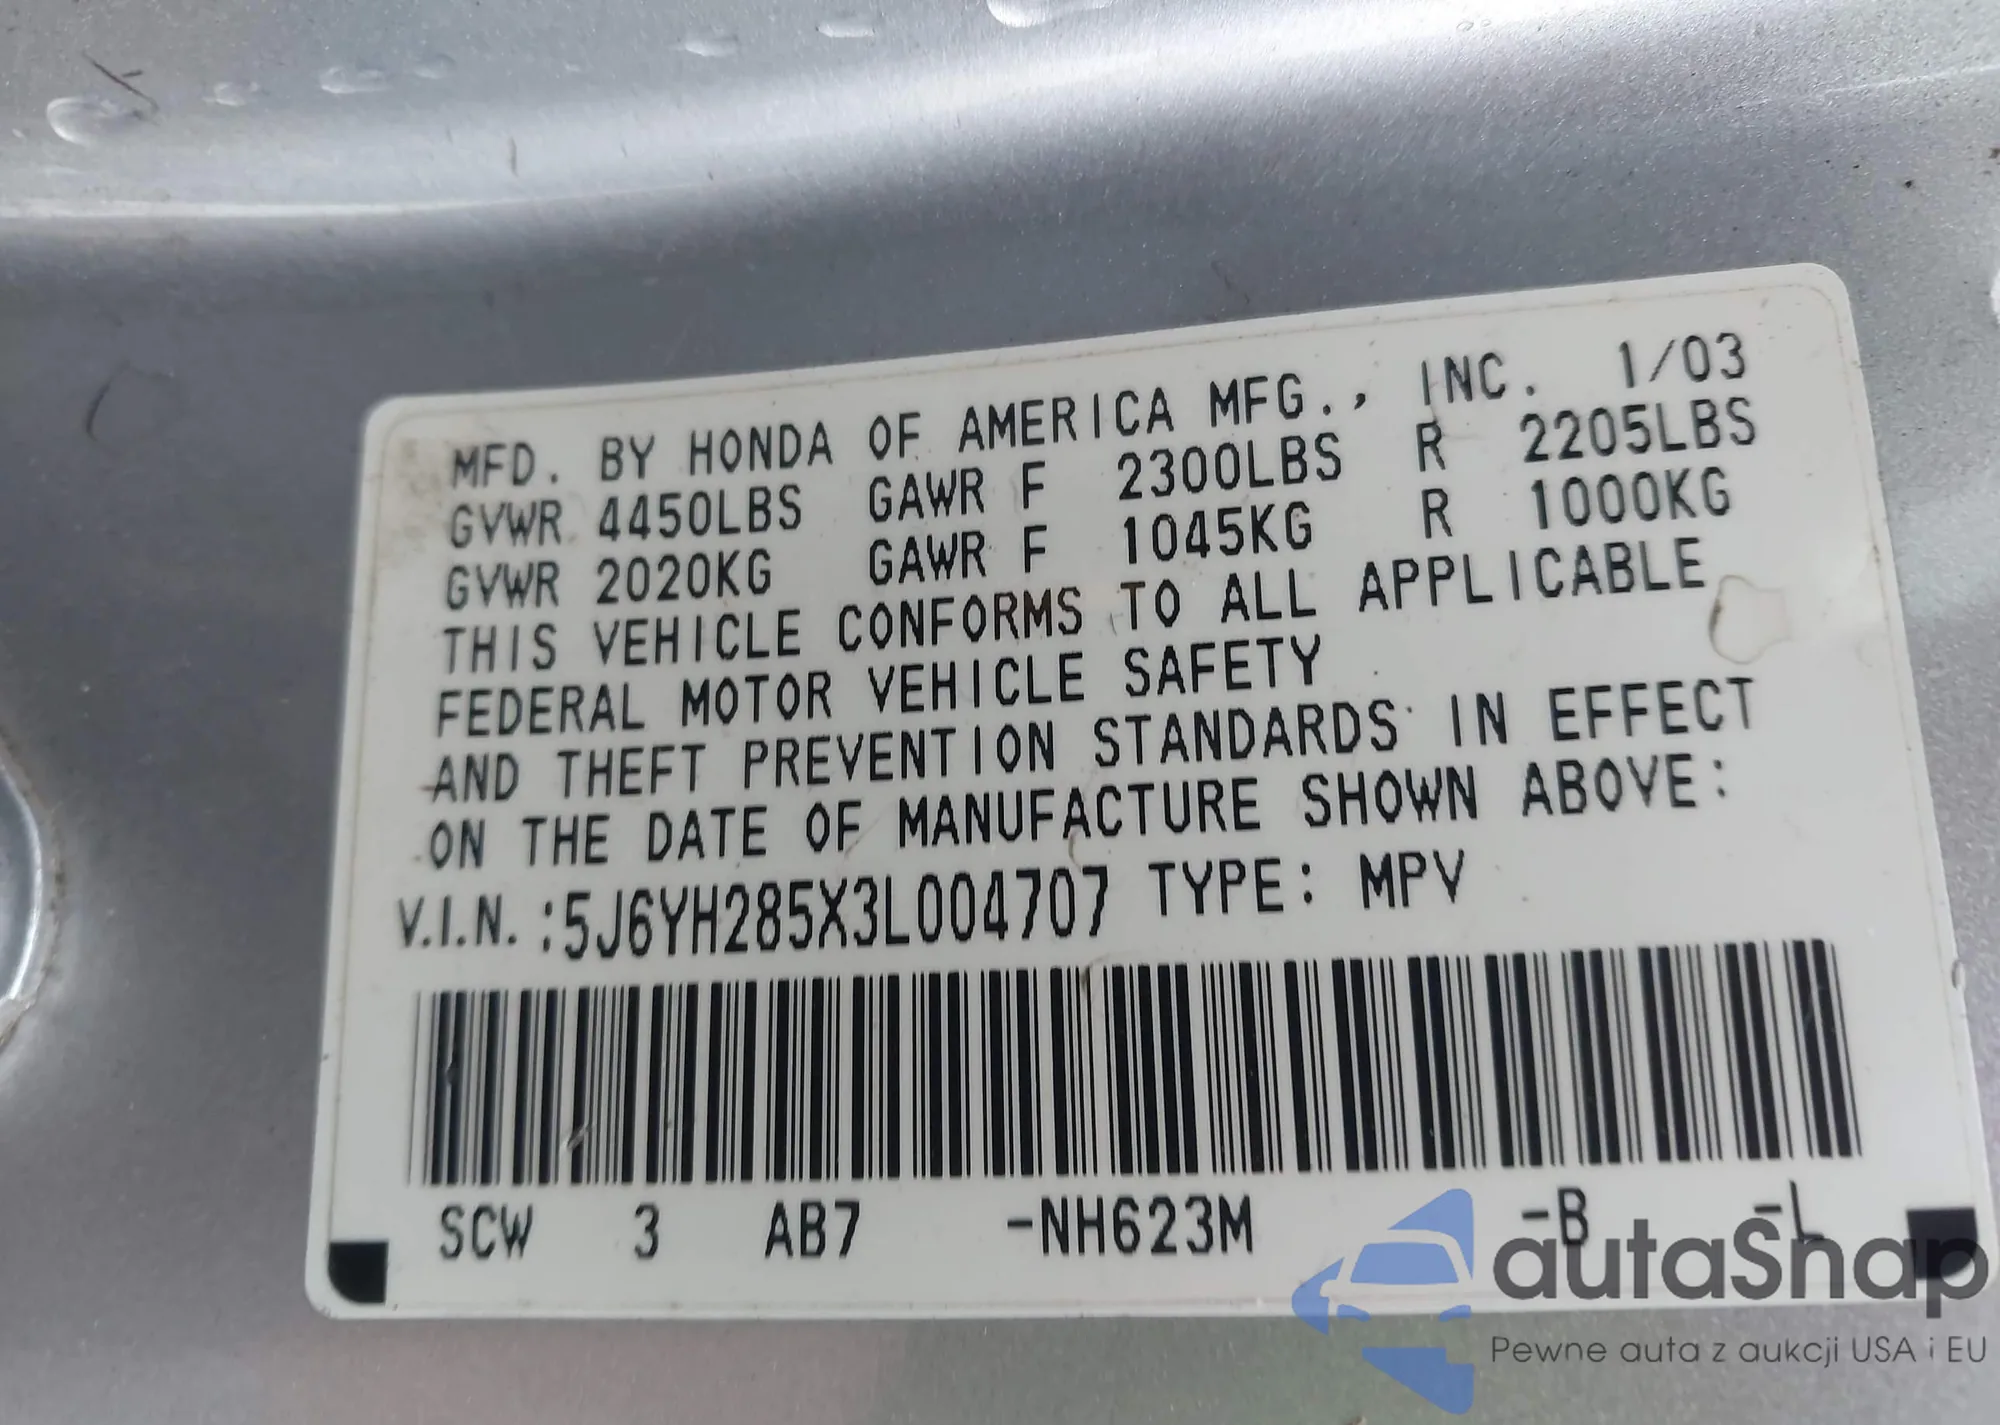 MFD. BY HONDA OF AMERICA MFG., INC. 1/03
GVWR 4450LBS GAWR F 2300LBS R 2205LBS
GVWR 2020KG GAWR F 1045KG R 1000KG
THIS VEHICLE CONFORMS TO ALL APPLICABLE
FEDERAL MOTOR VEHICLE SAFETY
AND THEFT PREVENTION STANDARDS IN EFFECT
ON THE DATE OF MANUFACTURE SHOWN ABOVE:
V.I.N. :5J6YH285X3L004707 TYPE: MPV
SCW 3 AB7 -NH623M -B -L
autaSnap
Pewne auta z aukcji USA i EU